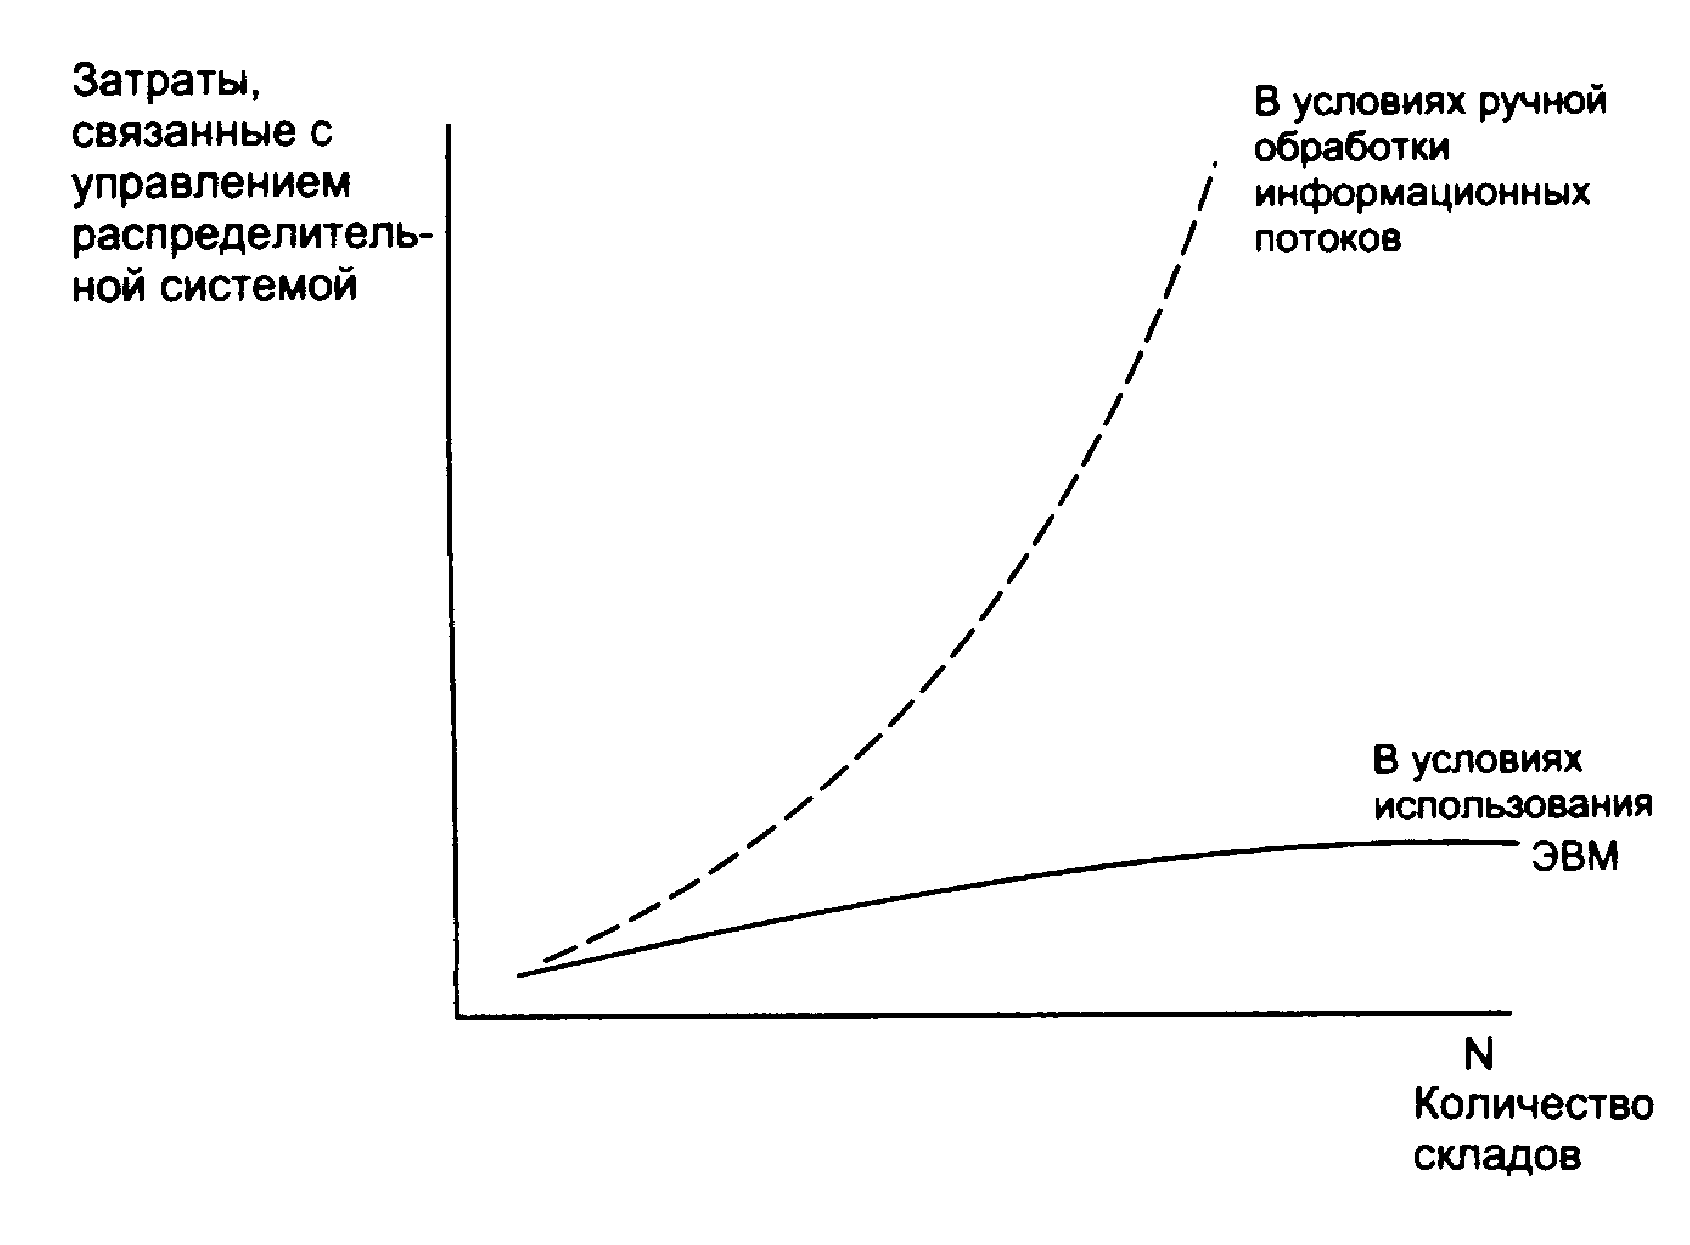 Затраты,
связанные с
управлением
распределитель-
ной системой
В условиях ручной
обработки
информационных
потоков
В условиях
использования
ЭВМ
N
Количество
складов